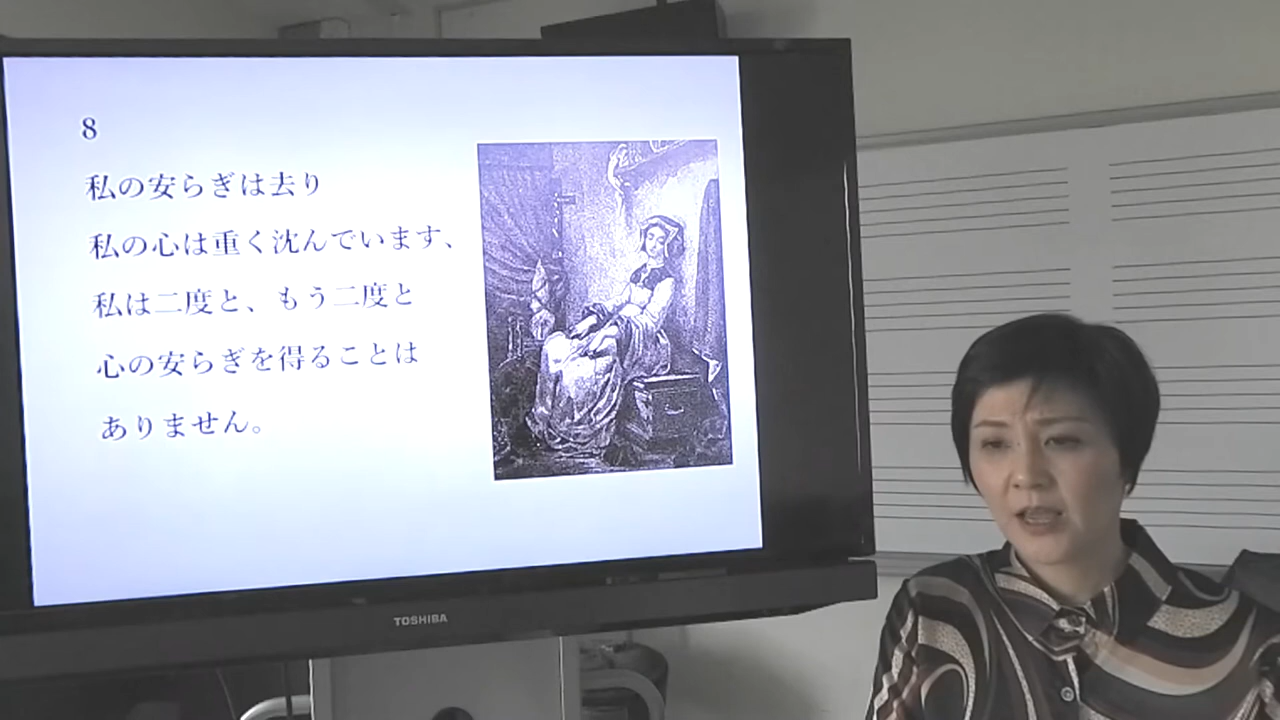 8
私の安らぎは去り
私の心は重く沈んでいます、
私は二度と、もう二度と
心の安らぎを得ることは
ありません。
TOSHIBA